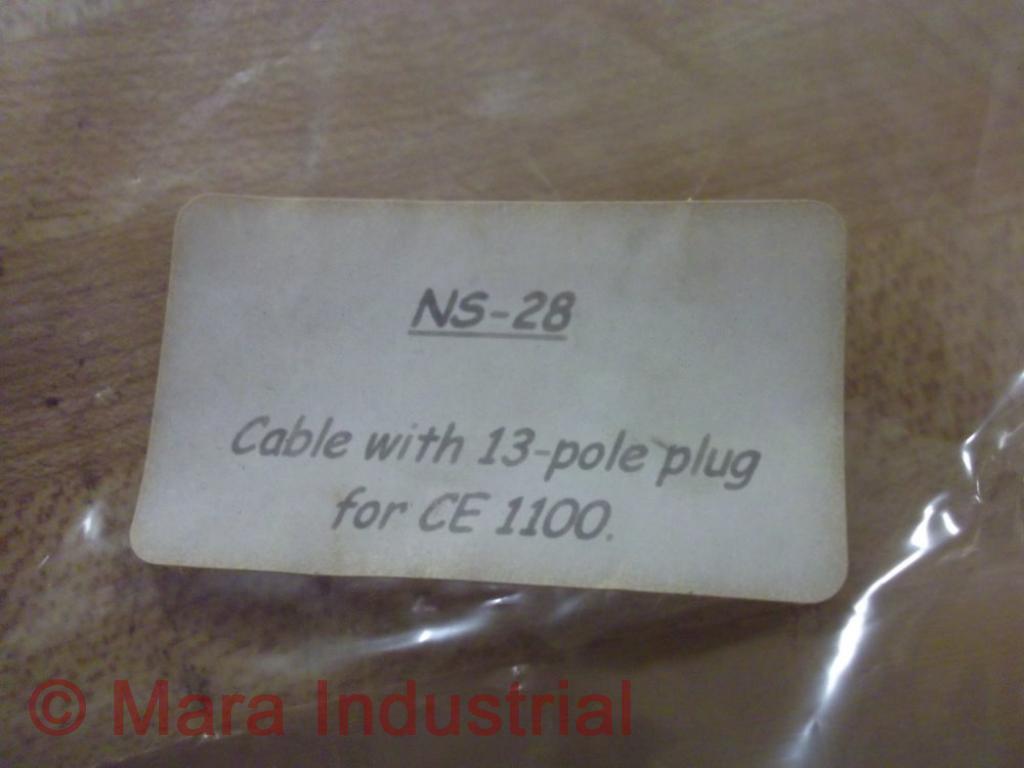 NS-28
Cable with 13-pole plug
for CE 1100.
© Mara Industrial